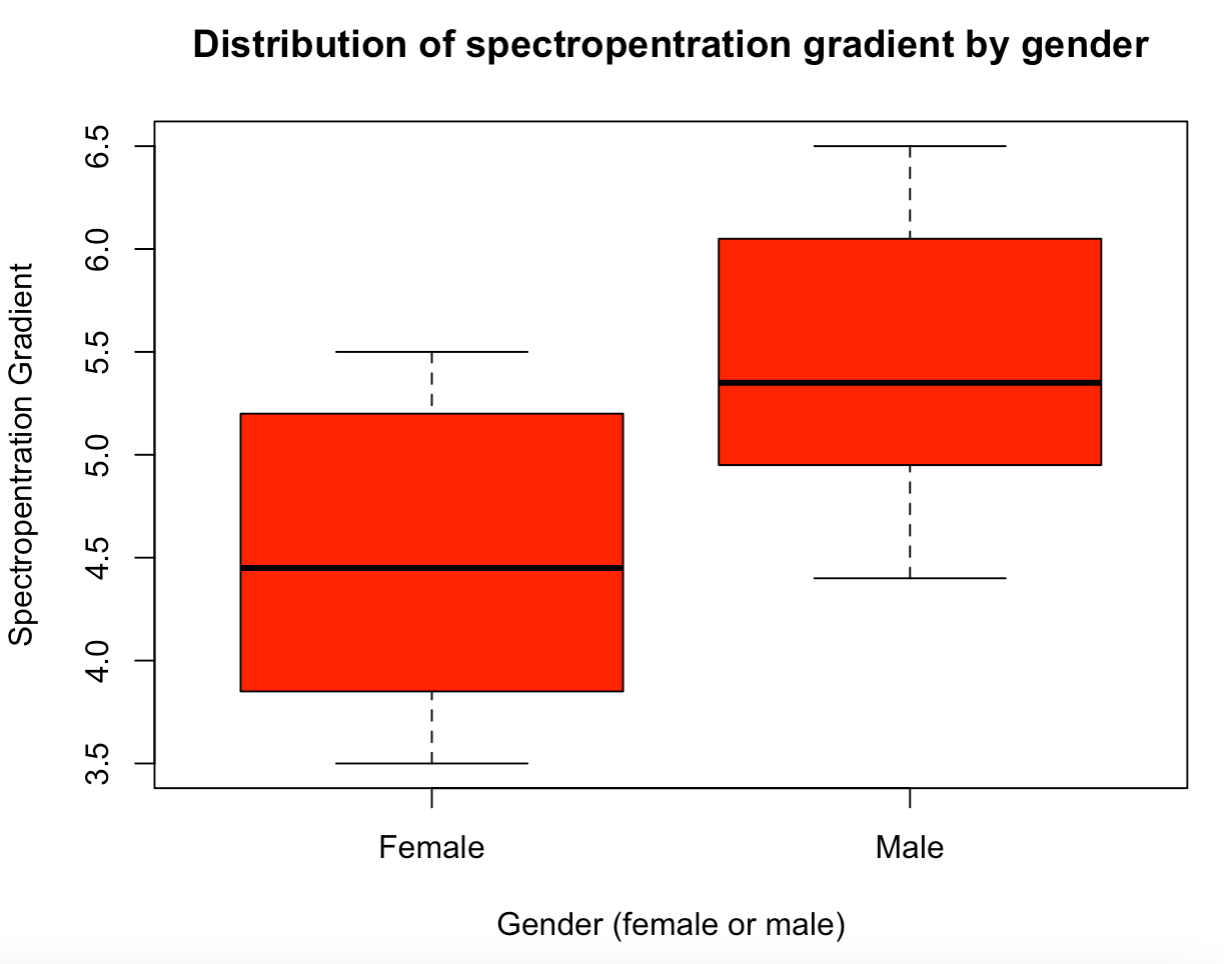 Distribution of spectropentration gradient by gender
Spectropentration Gradient
6.5
6.0
5.5
5.0
4.5
4.0
3.5
Female Male
Gender (female or male)